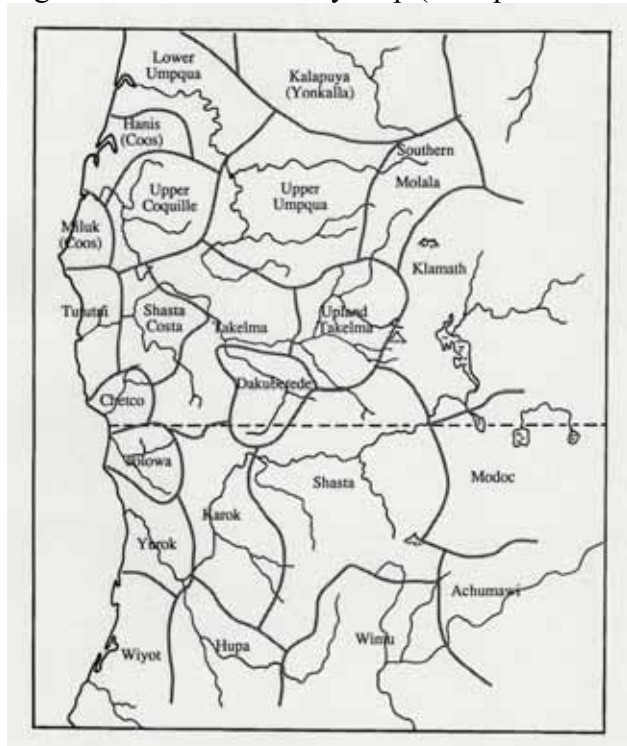 Lower
Umpqua
Kalapuya
(Yonkalla)
Hanis
(Coos)
Southern
Molala
Upper
Coquille
Upper
Umpqua
Miluk
(Coos)
Klamath
Tututni
Shasta
Costa
Takelma
Upland
Takelma
Dakubetede
Chetco
Tolowa
Shasta
Modoc
Karok
Yurok
Achumawi
Wiyot
Hupa
Wintu